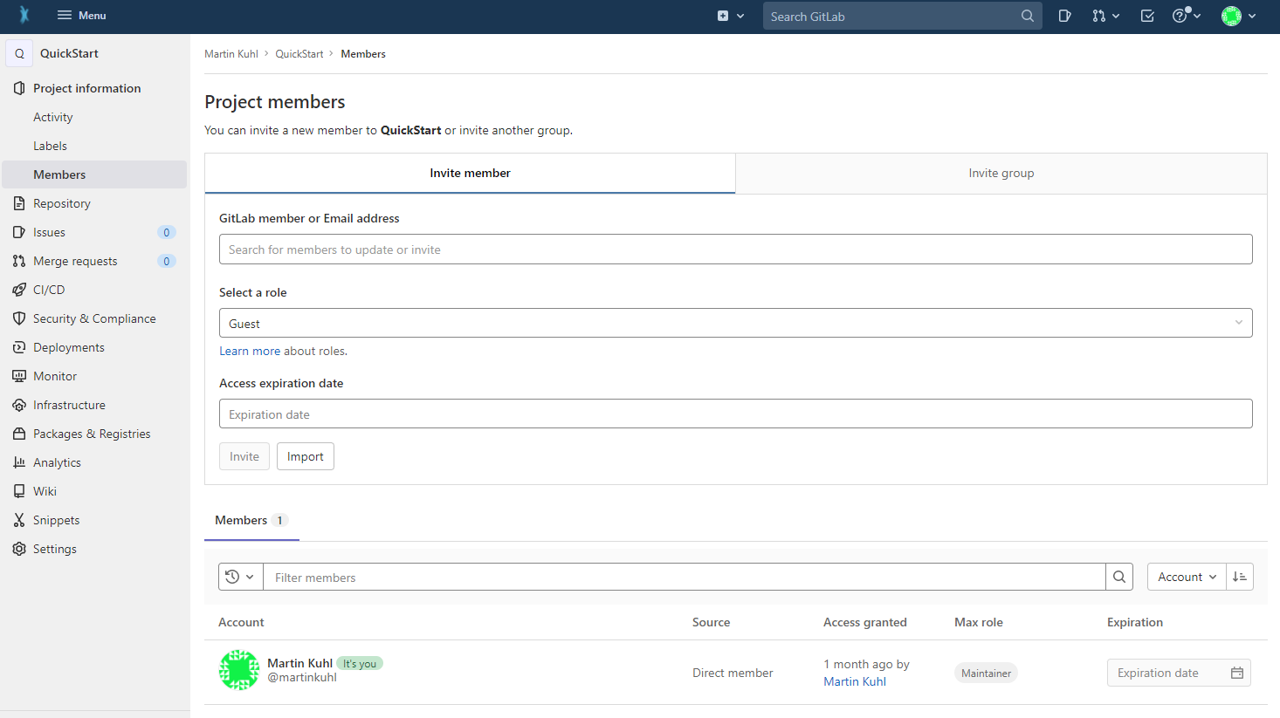 Menu
Search GitLab
Q QuickStart
Project information
Activity
Labels
Members
Repository
Issues 0
Merge requests 0
CI/CD
Security & Compliance
Deployments
Monitor
Infrastructure
Packages & Registries
Analytics
Wiki
Snippets
Settings
Martin Kuhl › QuickStart › Members
Project members
You can invite a new member to QuickStart or invite another group.
Invite member Invite group
GitLab member or Email address
Search for members to update or invite
Select a role
Guest
Learn more about roles.
Access expiration date
Expiration date
Invite Import
Members 1
Filter members Account
Account Source Access granted Max role Expiration
Martin Kuhl It's you
@martinkuhl
Direct member
1 month ago by
Martin Kuhl
Maintainer
Expiration date